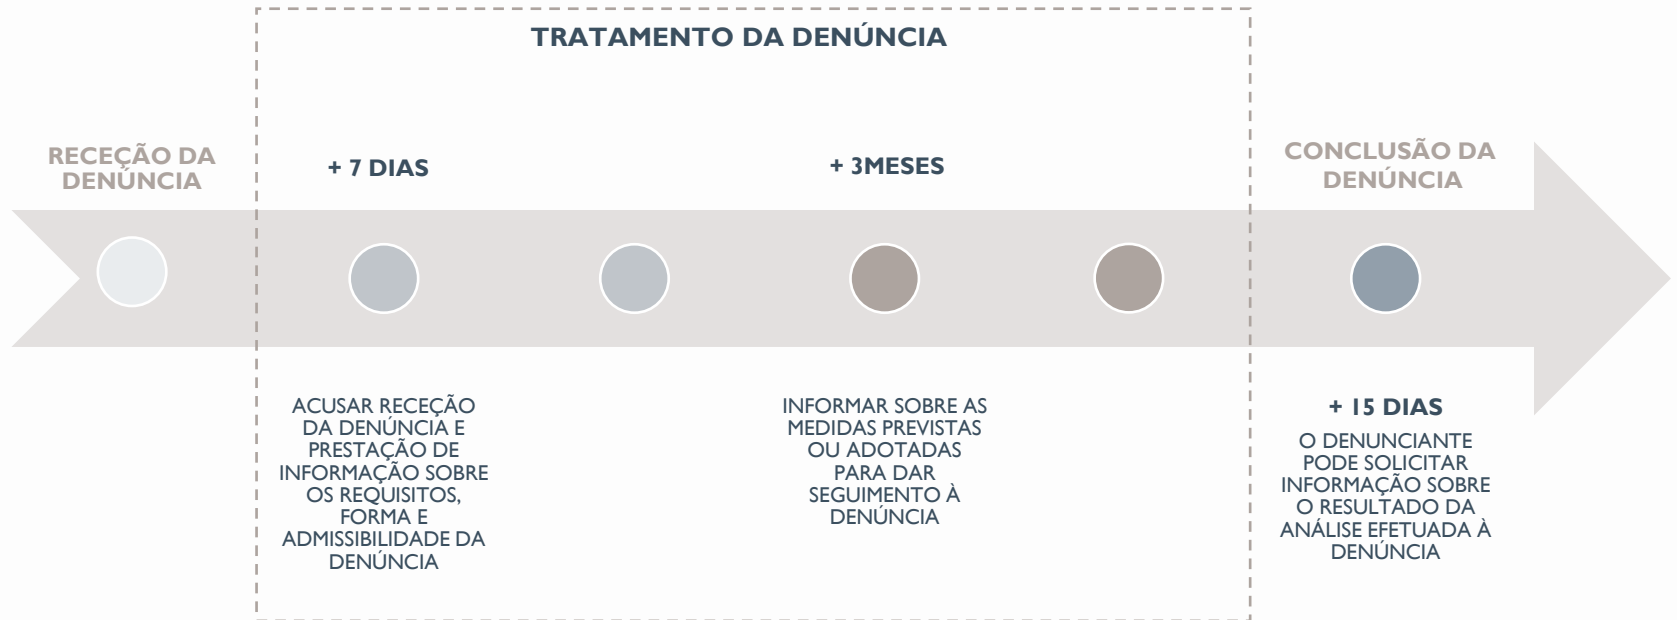 TRATAMENTO DA DENÚNCIA
RECEÇÃO DA
DENÚNCIA
+ 7 DIAS
+ 3MESES
CONCLUSÃO DA
DENÚNCIA
ACUSAR RECEÇÃO
DA DENÚNCIA E
PRESTAÇÃO DE
INFORMAÇÃO SOBRE
OS REQUISITOS,
FORMA E
ADMISSIBILIDADE DA
DENÚNCIA
INFORMAR SOBRE AS
MEDIDAS PREVISTAS
OU ADOTADAS
PARA DAR
SEGUIMENTO À
DENÚNCIA
+ 15 DIAS
O DENUNCIANTE
PODE SOLICITAR
INFORMAÇÃO SOBRE
O RESULTADO DA
ANÁLISE EFETUADA À
DENÚNCIA